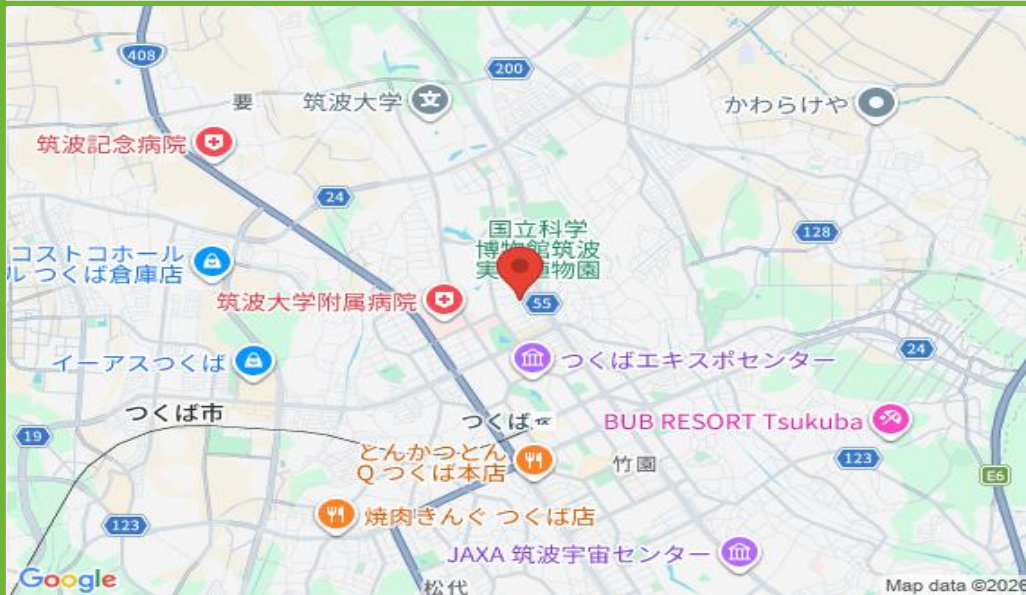 408
200
要
筑波大学
文
かわらけや
筑波記念病院
24
国立科学
博物館筑波
実 植物園
128
コストコホール
ル つくば倉庫店
筑波大学附属病院
55
24
イーアスつくば
つくばエキスポセンター
つくば市
つくば
BUB RESORT Tsukuba
19
とんかつとん
Q つくば本店
竹園
123
E6
123
焼肉きんぐ つくば店
JAXA 筑波宇宙センター
Google
松代
Map data ©2026